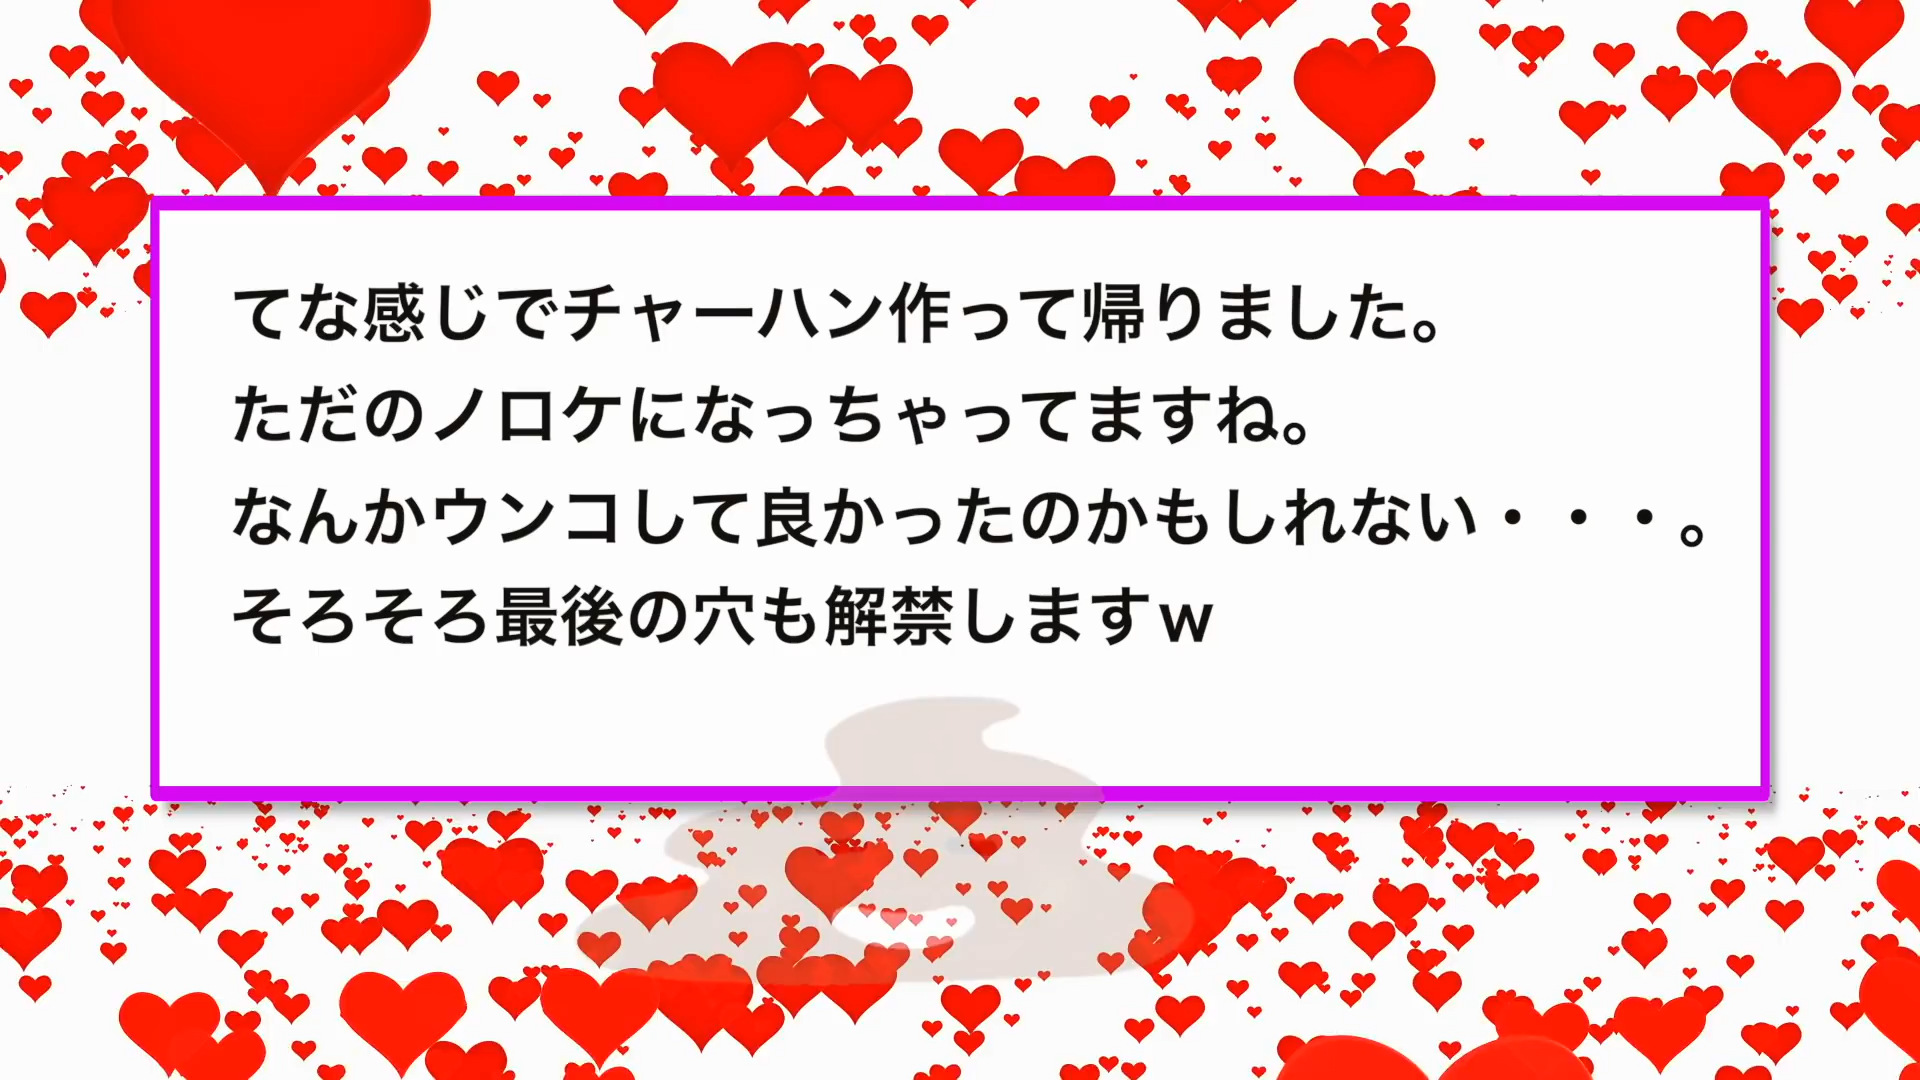 てな感じでチャーハン作って帰りました。
ただのノロケになっちゃってますね。
なんかウンコして良かったのかもしれない・・・。
そろそろ最後の穴も解禁しますｗ